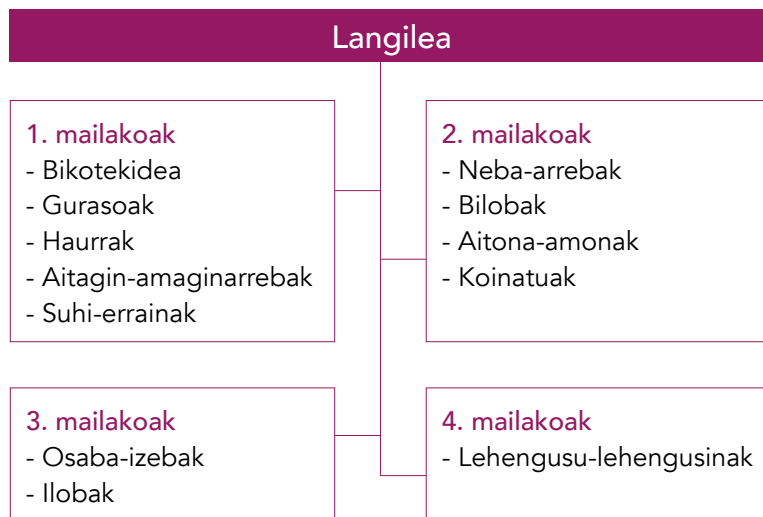 Langilea
1. mailakoak
- Bikotekidea
- Gurasoak
- Haurrak
- Aitagin-amaginarrebak
- Suhi-errainak
2. mailakoak
- Neba-arrebak
- Bilobak
- Aitona-amonak
- Koinatuak
3. mailakoak
- Osaba-izebak
- Ilobak
4. mailakoak
- Lehengusu-lehengusinak